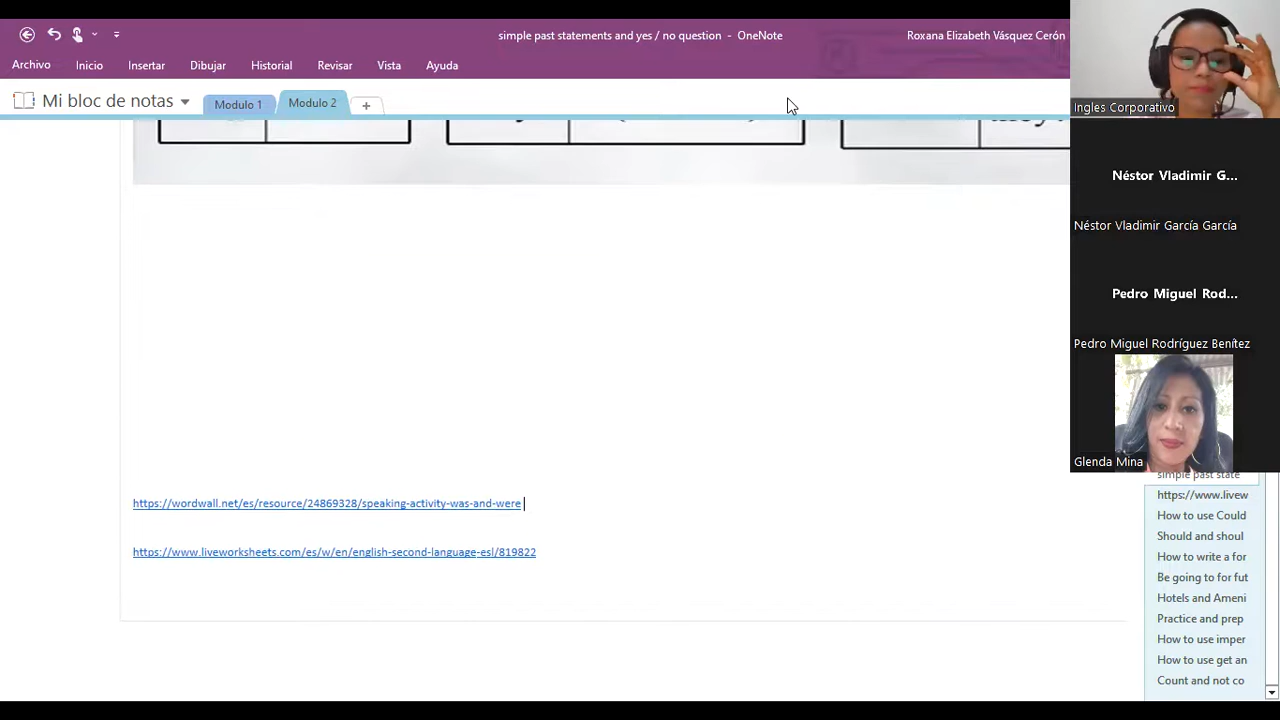 simple past statements and yes / no question - OneNote
Roxana Elizabeth Vásquez Cerón
Archivo
Inicio
Insertar
Dibujar
Historial
Revisar
Vista
Ayuda
Mi bloc de notas
Modulo 1
Modulo 2
+
Ingles Corporativo
Néstor Vladimir G...
Néstor Vladimir García García
Pedro Miguel Rod...
Pedro Miguel Rodríguez Benítez
Glenda Mina
https://wordwall.net/es/resource/24869328/speaking-activity-was-and-were
https://www.liveworksheets.com/es/w/en/english-second-language-esl/819822
simple past state
https://www.livew
How to use Could
Should and shoul
How to write a for
Be going to for fut
Hotels and Ameni
Practice and prep
How to use imper
How to use get an
Count and not co